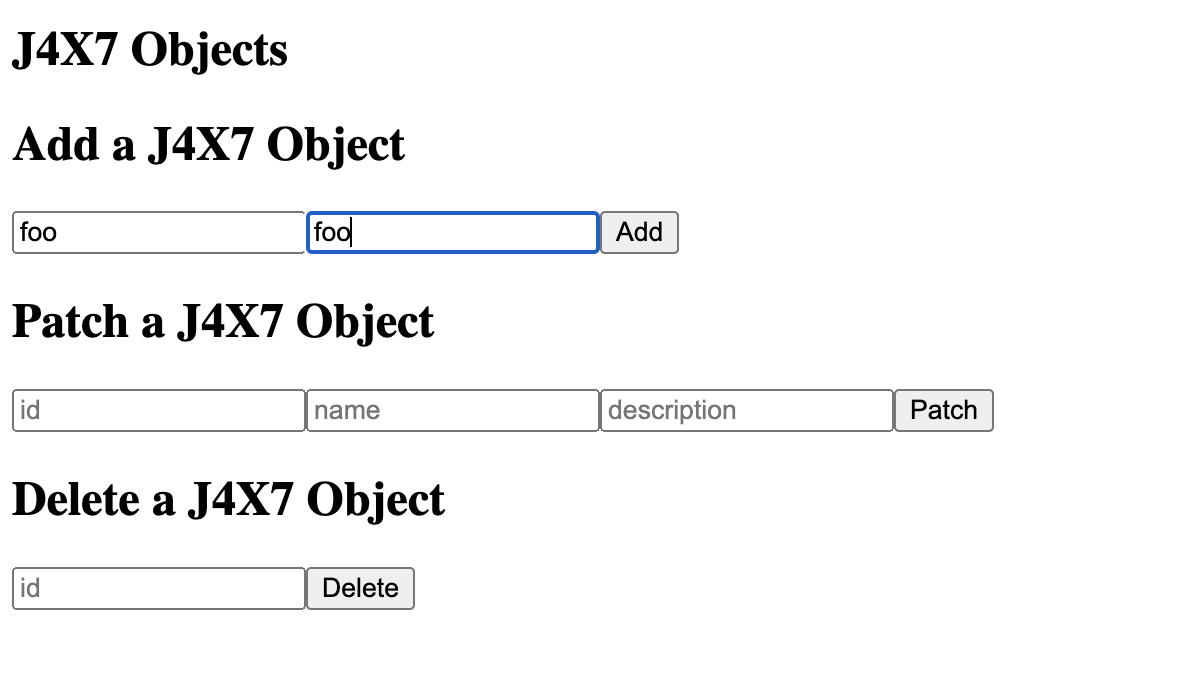 J4X7 Objects
Add a J4X7 Object
foo foo Add
Patch a J4X7 Object
id name description Patch
Delete a J4X7 Object
id Delete